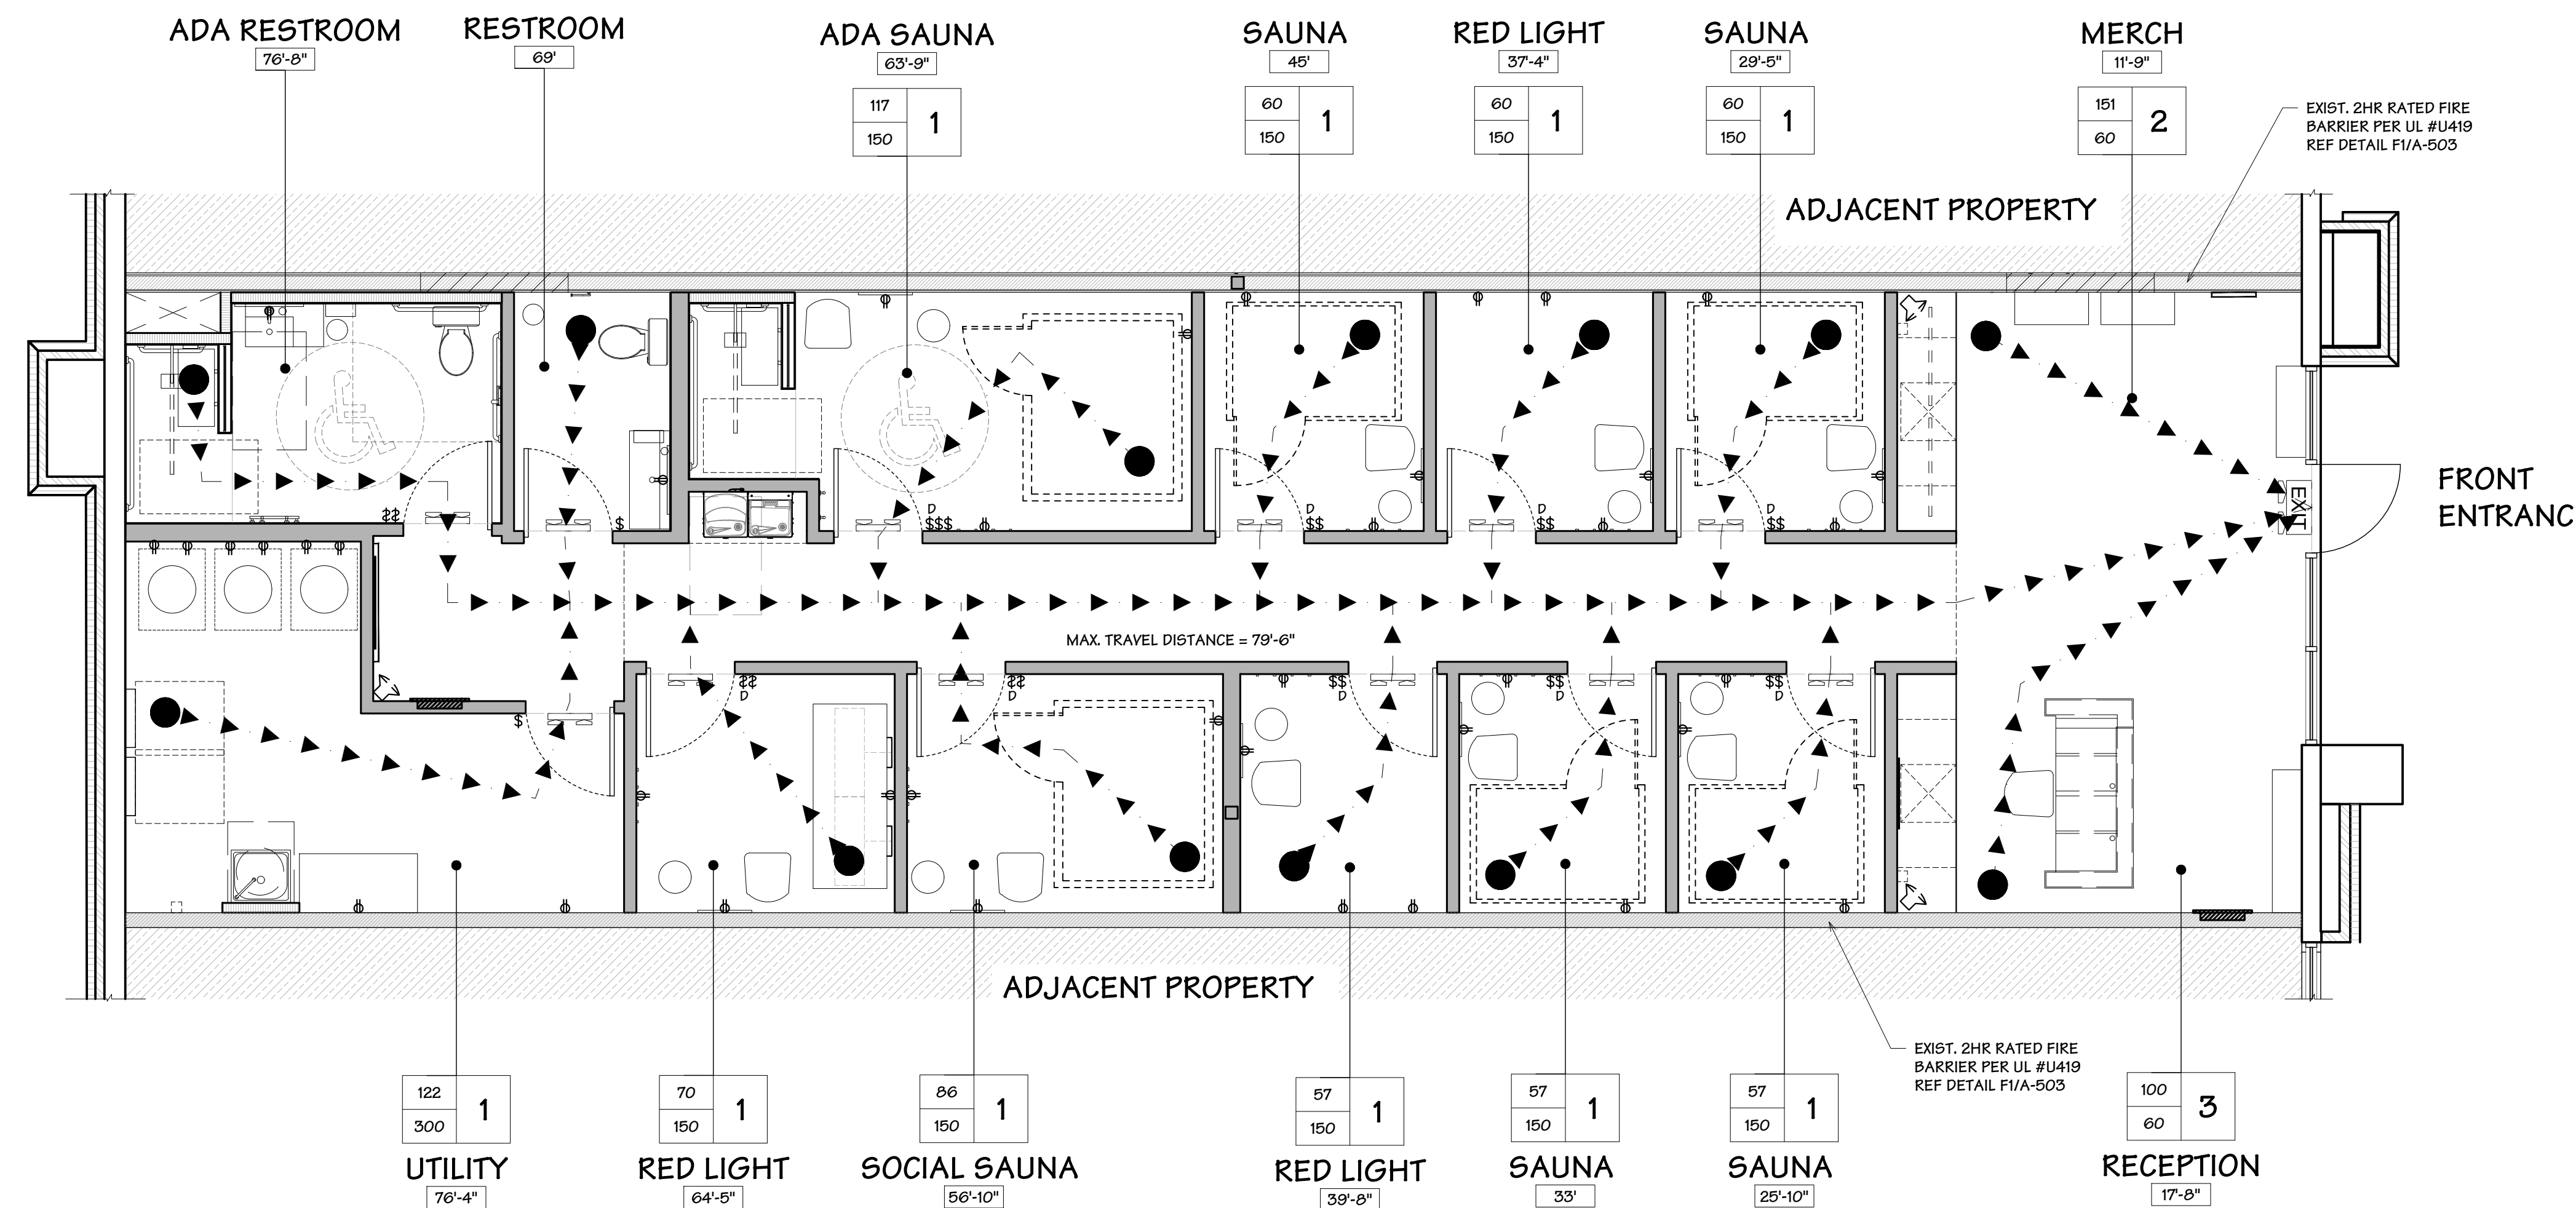 ADA RESTROOM
76'-8"
RESTROOM
69'
ADA SAUNA
63'-9"
117
150
1
SAUNA
45'
60
150
1
RED LIGHT
37'-4"
60
150
1
SAUNA
29'-5"
60
150
1
MERCH
11'-9"
151
60
2
EXIST. 2HR RATED FIRE
BARRIER PER UL #U419
REF DETAIL F1/A-503
ADJACENT PROPERTY
FRONT
ENTRANC
EXIT
$$
$
D
$$$
D
$$
D
$$
D
$$
MAX. TRAVEL DISTANCE = 79'-6"
$
$$
D
$$
D
$$
D
$$
D
$$
D
ADJACENT PROPERTY
EXIST. 2HR RATED FIRE
BARRIER PER UL #U419
REF DETAIL F1/A-503
122
300
1
UTILITY
76'-4"
70
150
1
RED LIGHT
64'-5"
86
150
1
SOCIAL SAUNA
56'-10"
57
150
1
RED LIGHT
39'-8"
57
150
1
SAUNA
33'
57
150
1
SAUNA
25'-10"
100
60
3
RECEPTION
17'-8"